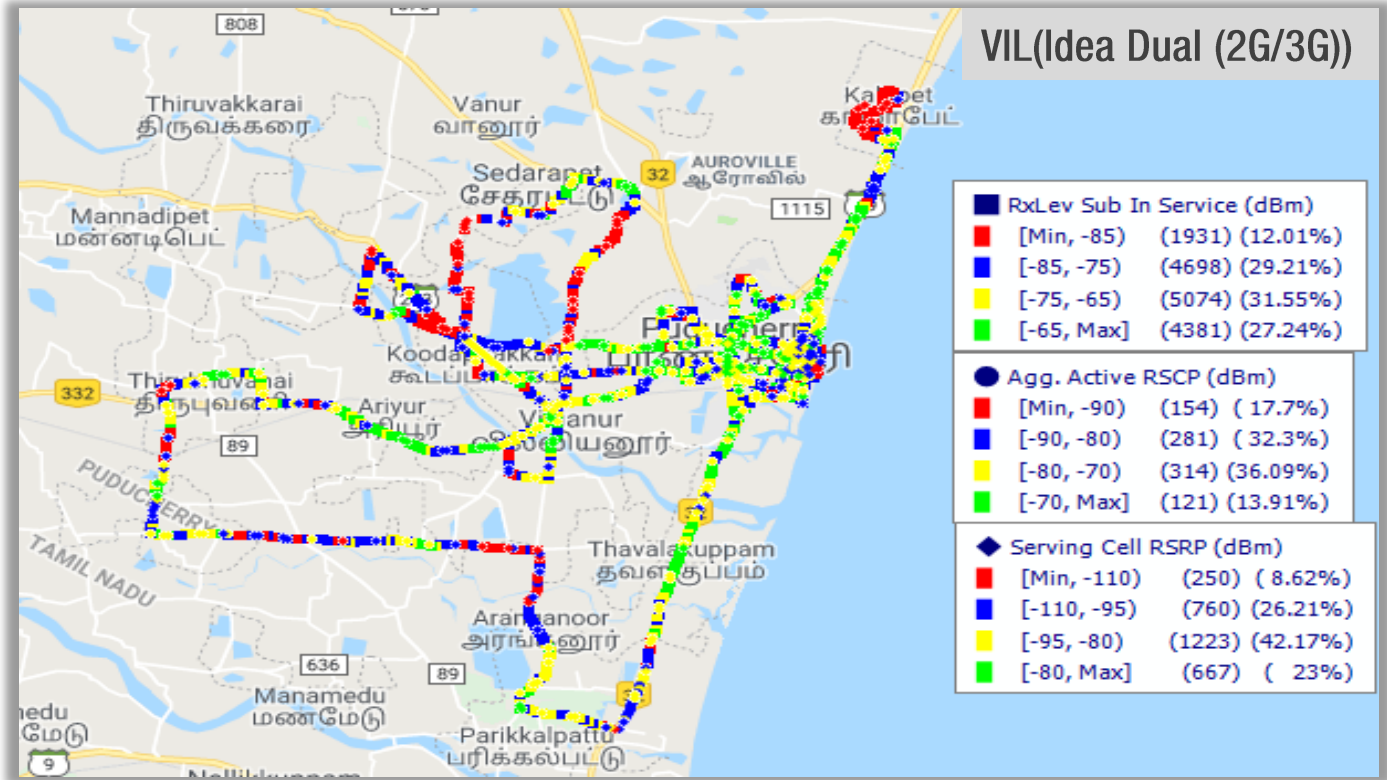 808
VIL(Idea Dual (2G/3G))
Thiruvakkarai
திருவக்கரை
Vanur
வானூர்
Sedarapet
32
AUROVILLE
ஆரோவில்
1115
Mannadipet
மன்னடிபெட்
RxLev Sub In Service (dBm)
[Min, -85) (1931) (12.01%)
[-85, -75) (4698) (29.21%)
[-75, -65) (5074) (31.55%)
[-65, Max] (4381) (27.24%)
332
Ariyur
89
Agg. Active RSCP (dBm)
[Min, -90) (154) ( 17.7%)
[-90, -80) (281) ( 32.3%)
[-80, -70) (314) (36.09%)
[-70, Max] (121) (13.91%)
PUDUCHERRY
TAMIL NADU
Thavalakuppam
Serving Cell RSRP (dBm)
[Min, -110) (250) ( 8.62%)
[-110, -95) (760) (26.21%)
[-95, -80) (1223) (42.17%)
[-80, Max] (667) ( 23%)
636
89
Manamedu
மணமேடு
Parikkalpattu
பரிக்கல்பட்டு
9